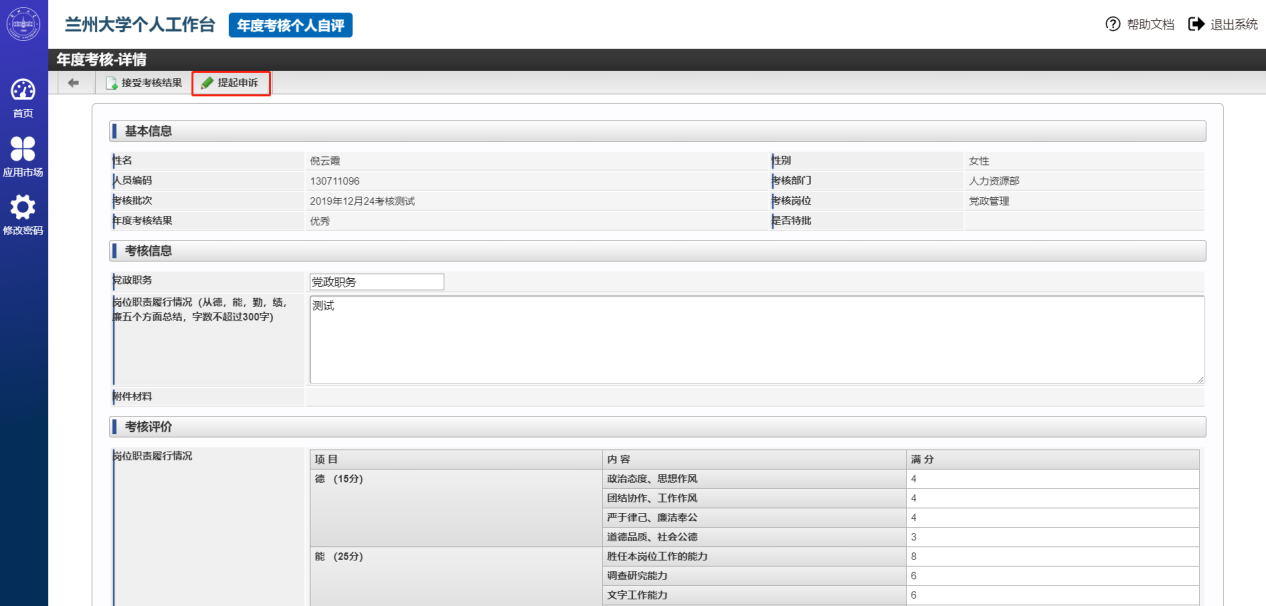 兰州大学个人工作台 年度考核个人自评 帮助文档 退出系统
年度考核-详情
接受考核结果 提起申诉
首页
应用市场
修改密码
基本信息
性名 倪云霞 性别 女性
人员编码 130711096 考核部门 人力资源部
考核批次 2019年12月24考核测试 考核岗位 党政管理
年度考核结果 优秀 是否特批
考核信息
党政职务 党政职务
岗位职责履行情况（从德，能，勤，绩，
廉五个方面总结，字数不超过300字) 测试
附件材料
考核评价
岗位职责履行情况 项 目 内 容 满 分
德 (15分) 政治态度、思想作风 4
团结协作、工作作风 4
严于律己、廉洁奉公 4
道德品质、社会公德 3
能 (25分) 胜任本岗位工作的能力 8
调查研究能力 6
文字工作能力 6